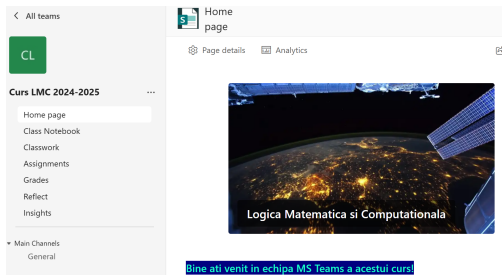 All teams
CL
Curs LMC 2024-2025
Home page
Class Notebook
Classwork
Assignments
Grades
Reflect
Insights
Main Channels
General
S
Home
page
Page details
Analytics
Logica Matematica si Computationala
Bine ati venit in echipa MS Teams a acestui curs!